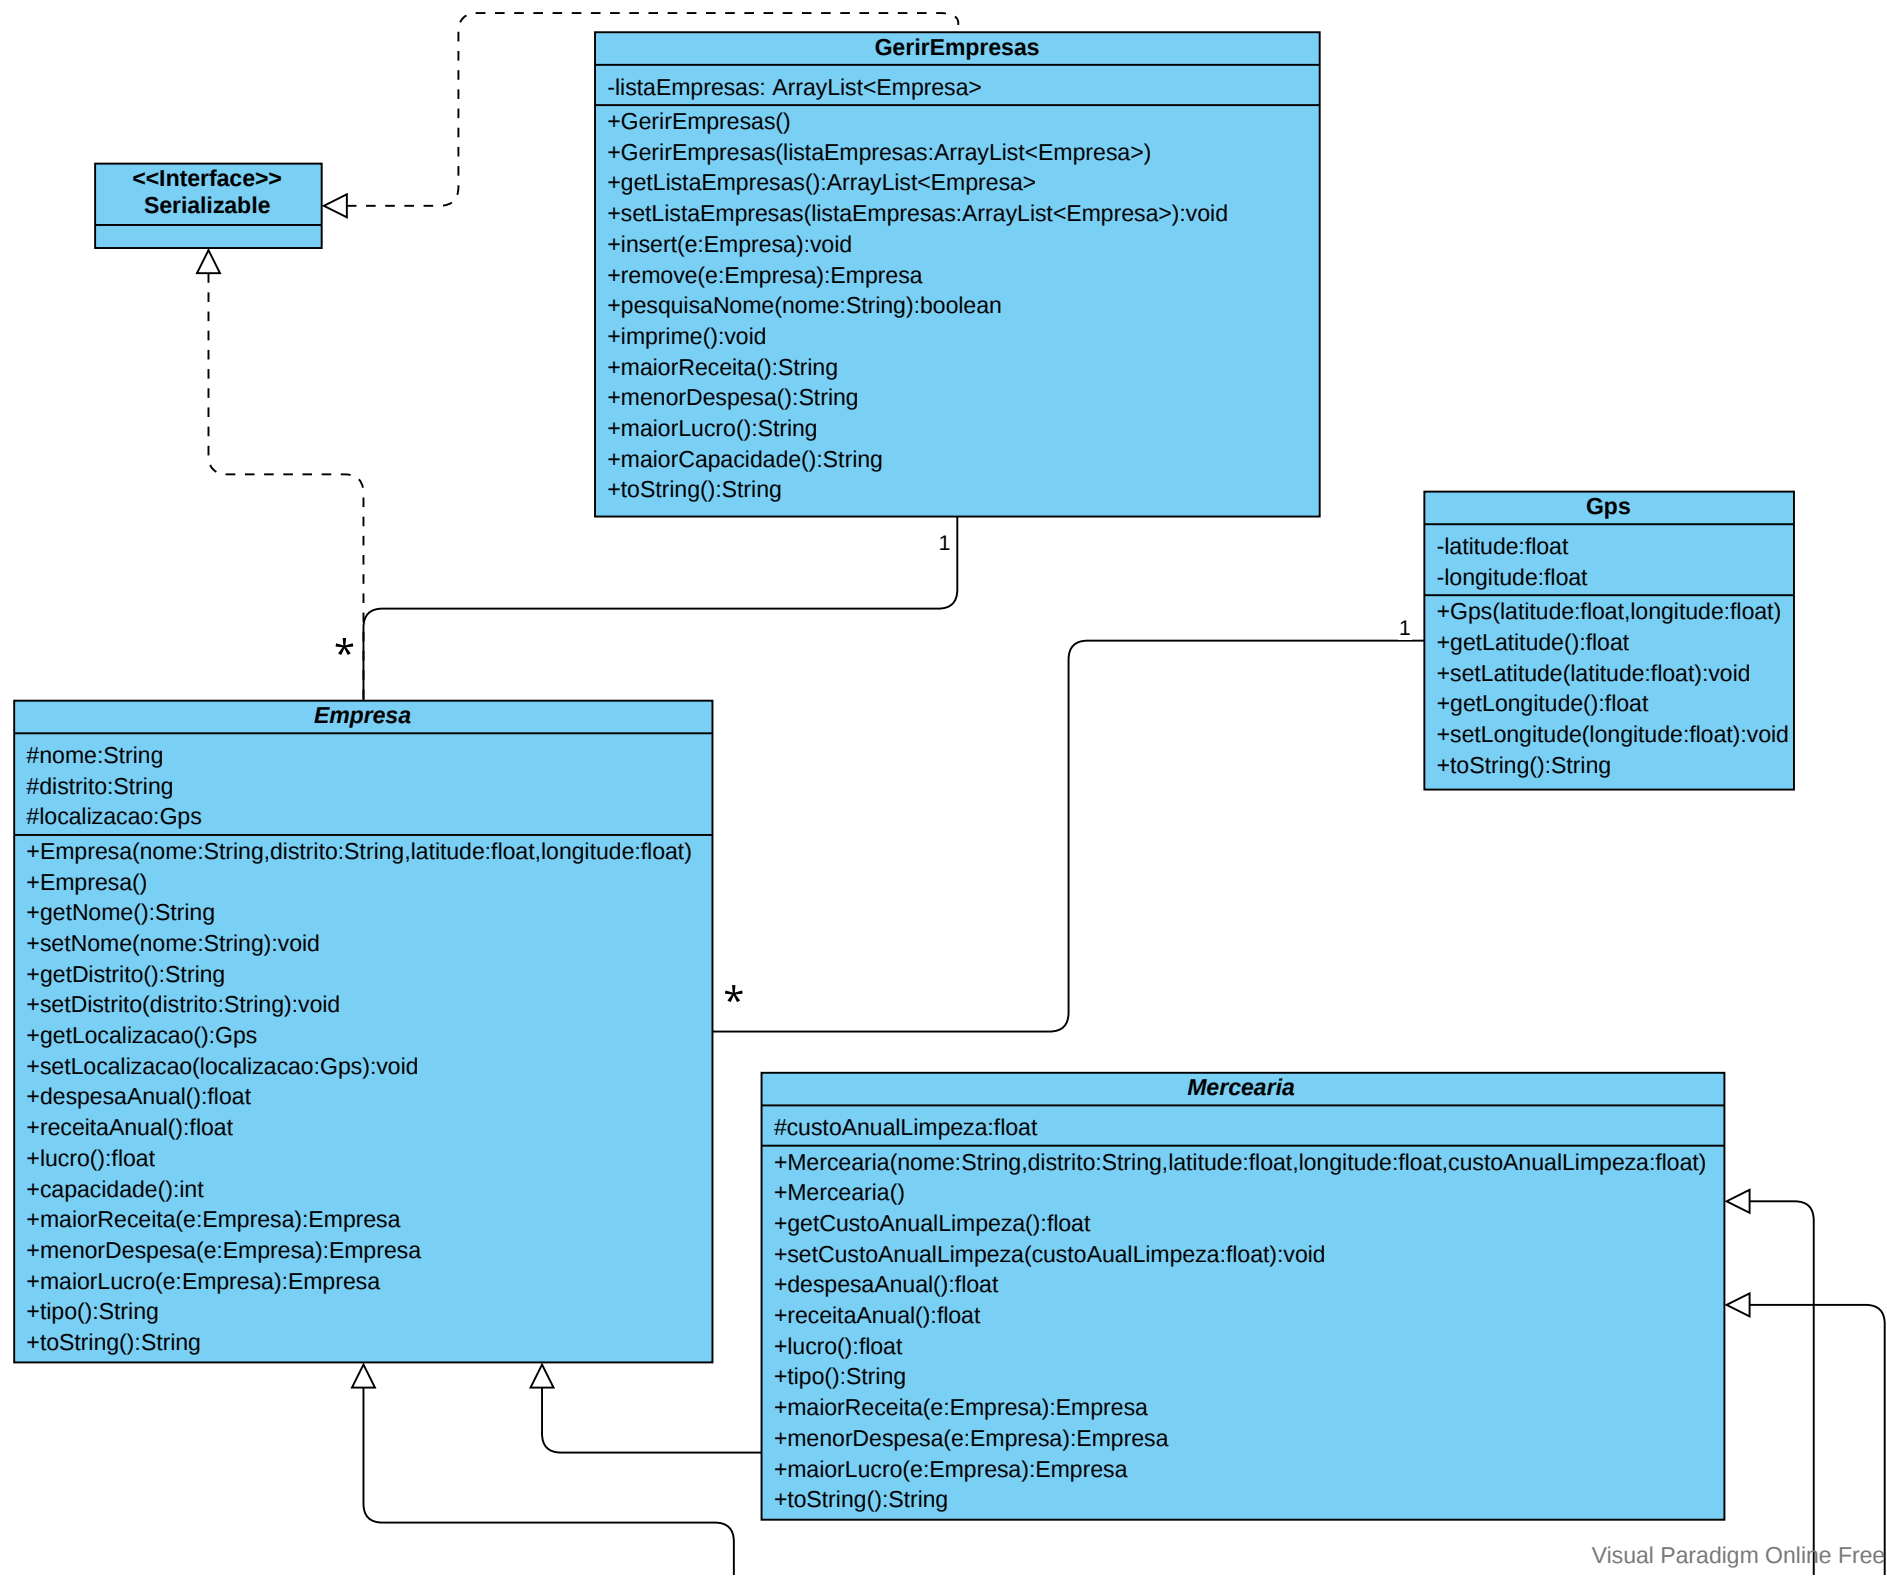 GerirEmpresas
-listaEmpresas: ArrayList<Empresa>
+GerirEmpresas()
+GerirEmpresas(listaEmpresas:ArrayList<Empresa>)
+getListaEmpresas():ArrayList<Empresa>
+setListaEmpresas(listaEmpresas:ArrayList<Empresa>):void
+insert(e:Empresa):void
+remove(e:Empresa):Empresa
+pesquisaNome(nome:String):boolean
+imprime():void
+maiorReceita():String
+menorDespesa():String
+maiorLucro():String
+maiorCapacidade():String
+toString():String
<<Interface>>
Serializable
1
*
Gps
-latitude:float
-longitude:float
+Gps(latitude:float,longitude:float)
+getLatitude():float
+setLatitude(latitude:float):void
+getLongitude():float
+setLongitude(longitude:float):void
+toString():String
1
*
Empresa
#nome:String
#distrito:String
#localizacao:Gps
+Empresa(nome:String,distrito:String,latitude:float,longitude:float)
+Empresa()
+getNome():String
+setNome(nome:String):void
+getDistrito():String
+setDistrito(distrito:String):void
+getLocalizacao():Gps
+setLocalizacao(localizacao:Gps):void
+despesaAnual():float
+receitaAnual():float
+lucro():float
+capacidade():int
+maiorReceita(e:Empresa):Empresa
+menorDespesa(e:Empresa):Empresa
+maiorLucro(e:Empresa):Empresa
+tipo():String
+toString():String
Mercearia
#custoAnualLimpeza:float
+Mercearia(nome:String,distrito:String,latitude:float,longitude:float,custoAnualLimpeza:float)
+Mercearia()
+getCustoAnualLimpeza():float
+setCustoAnualLimpeza(custoAualLimpeza:float):void
+despesaAnual():float
+receitaAnual():float
+lucro():float
+tipo():String
+maiorReceita(e:Empresa):Empresa
+menorDespesa(e:Empresa):Empresa
+maiorLucro(e:Empresa):Empresa
+toString():String
Visual Paradigm Online Free